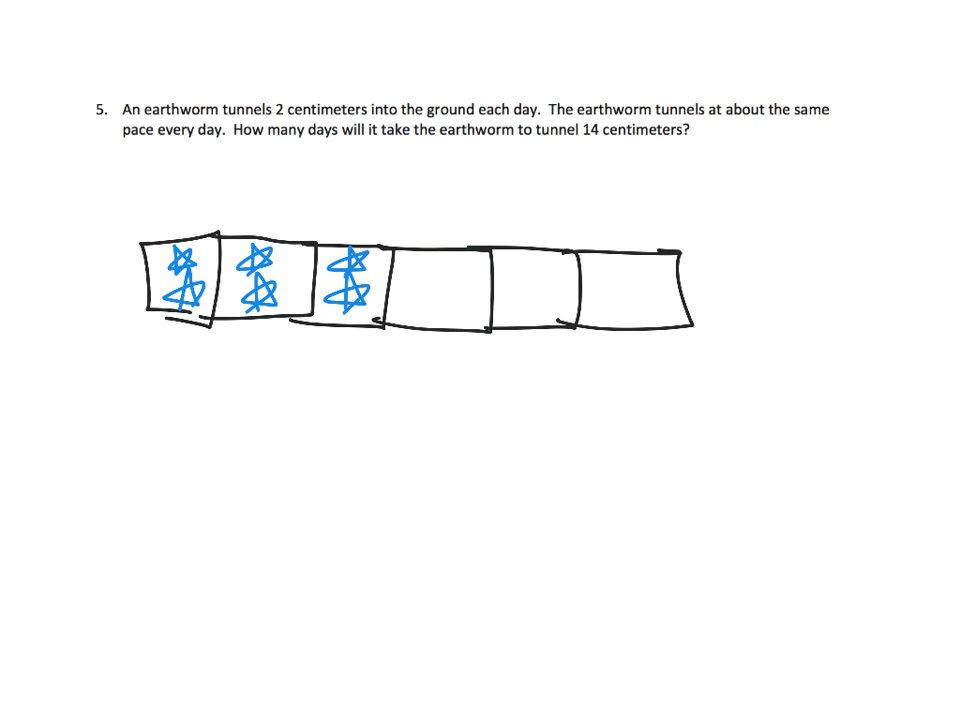 5. An earthworm tunnels 2 centimeters into the ground each day. The earthworm tunnels at about the same
pace every day. How many days will it take the earthworm to tunnel 14 centimeters?